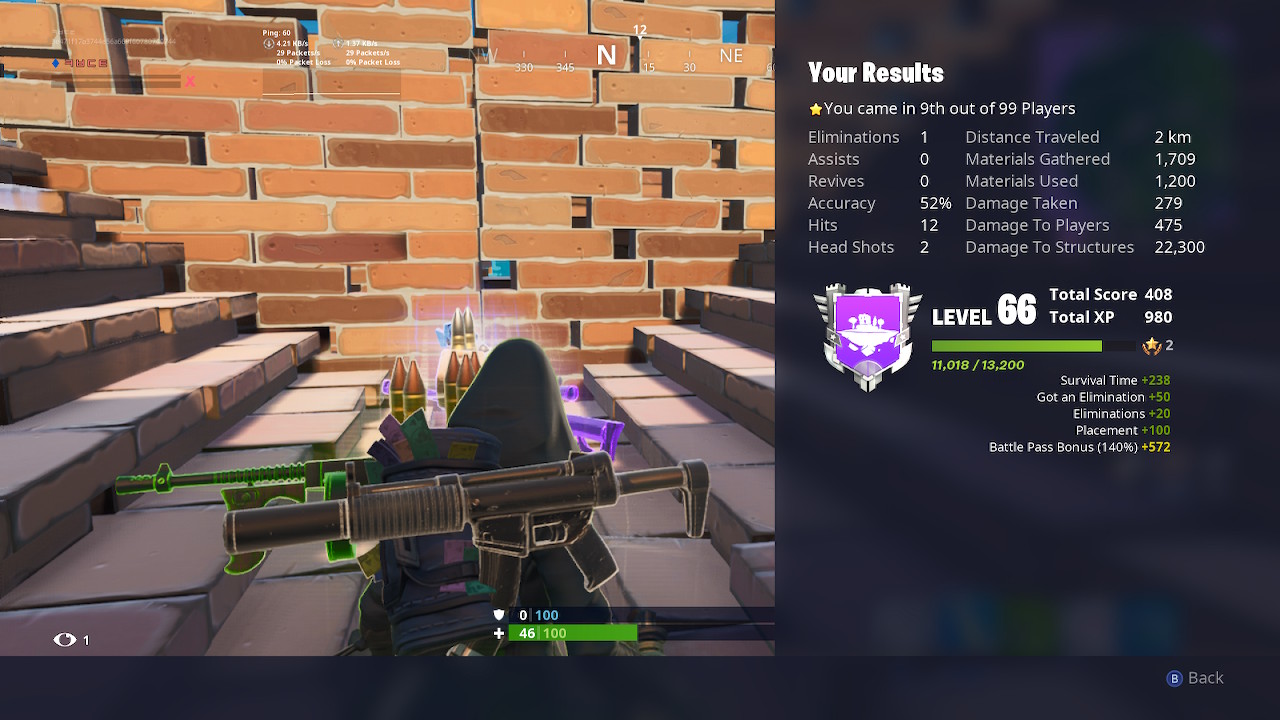 Ping: 60
4.21 KB/s 1.37 KB/s
29 Packets/s 29 Packets/s
0% Packet Loss 0% Packet Loss
12
NW 330 345 N 15 30 NE 60
X
Your Results
You came in 9th out of 99 Players
Eliminations 1 Distance Traveled 2 km
Assists 0 Materials Gathered 1,709
Revives 0 Materials Used 1,200
Accuracy 52% Damage Taken 279
Hits 12 Damage To Players 475
Head Shots 2 Damage To Structures 22,300
LEVEL 66 Total Score 408
Total XP 980
2
11,018 / 13,200
Survival Time +238
Got an Elimination +50
Eliminations +20
Placement +100
Battle Pass Bonus (140%) +572
0 | 100
46 | 100
1
B Back